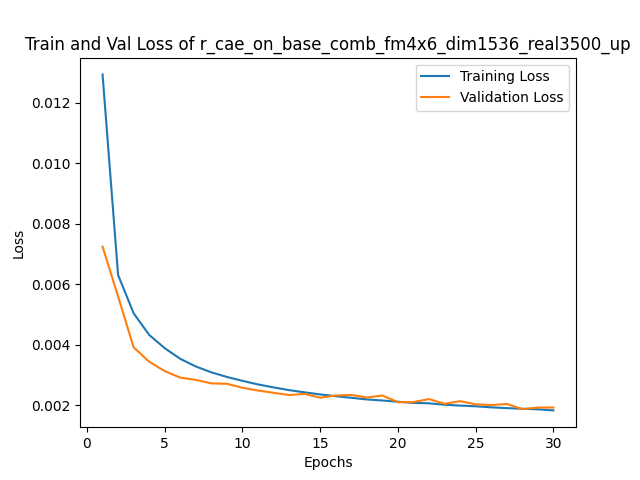 Train and Val Loss of r_cae_on_base_comb_fm4x6_dim1536_real3500_up
Training Loss
Validation Loss
0.012
0.010
0.008
0.006
0.004
0.002
Loss
0 5 10 15 20 25 30
Epochs